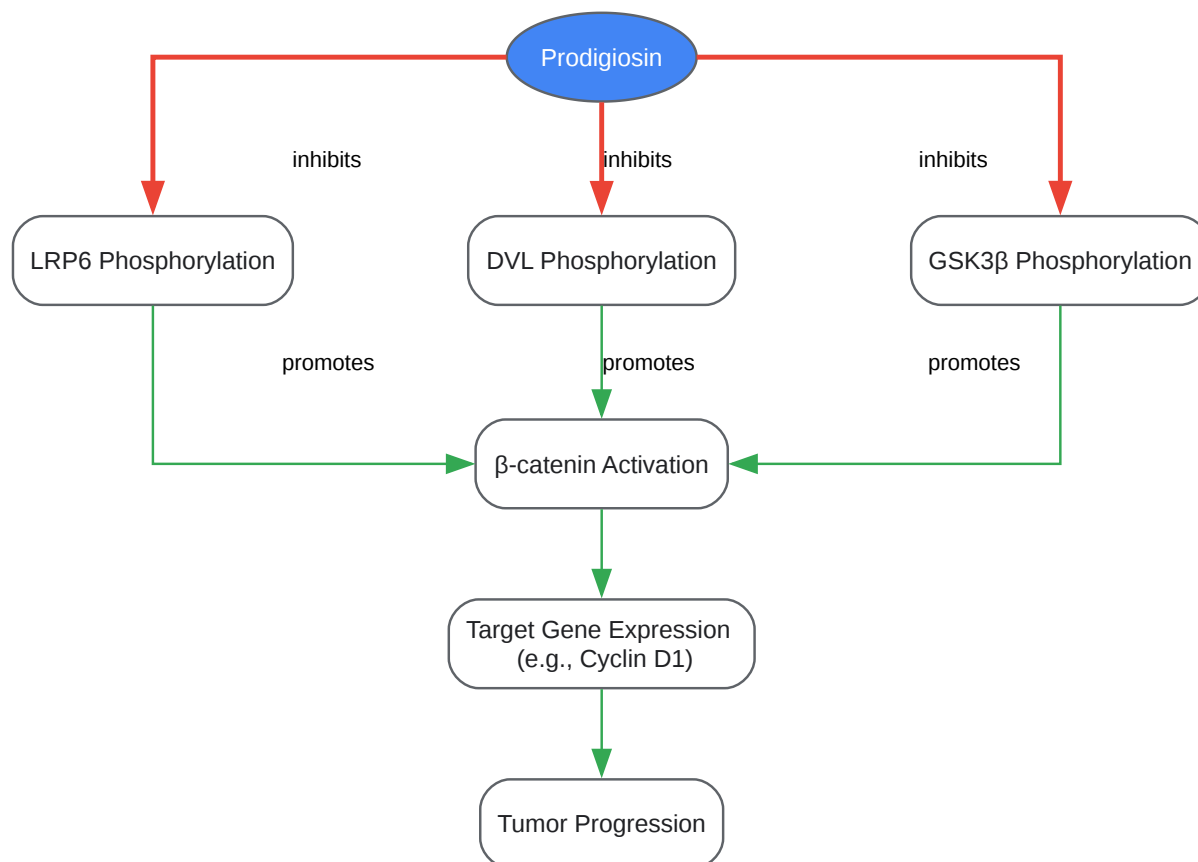 Prodigiosin
inhibits
inhibits
inhibits
LRP6 Phosphorylation
DVL Phosphorylation
GSK3β Phosphorylation
promotes
promotes
promotes
β-catenin Activation
Target Gene Expression
(e.g., Cyclin D1)
Tumor Progression